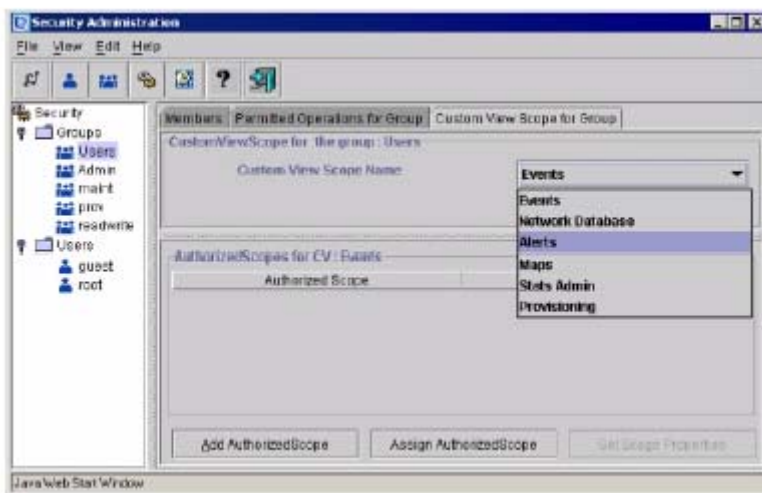 Security Administration
File View Edit Help
Security
Groups
Users
Admin
maint
prov
readwrite
Users
guest
root
Members Permitted Operations for Group Custom View Scope for Group
CustomViewScope for the group : Users
Custom View Scope Name
Events
Events
Network Database
Alerts
Maps
Stats Admin
Provisioning
AuthorizedScopes for CV : Events
Authorized Scope
Add AuthorizedScope Assign AuthorizedScope Get Scope Properties
Java Web Start Window